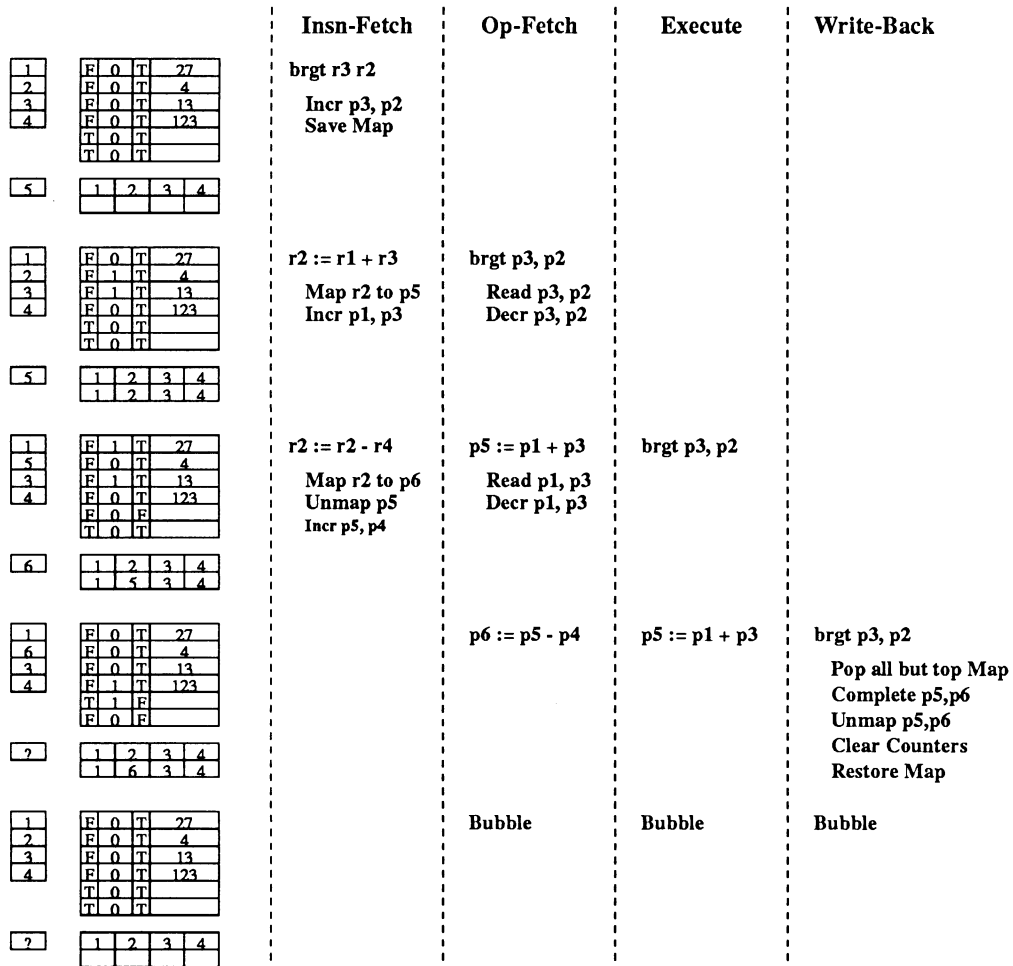 Insn-Fetch Op-Fetch Execute Write-Back
1 F 0 T 27 brgt r3 r2
2 F 0 T 4
3 F 0 T 13 Incr p3, p2
4 F 0 T 123 Save Map
T 0 T
T 0 T
5 1 2 3 4
1 F 0 T 27 r2 := r1 + r3 brgt p3, p2
2 F 1 T 4
3 F 1 T 13 Map r2 to p5 Read p3, p2
4 F 0 T 123 Incr p1, p3 Decr p3, p2
T 0 T
T 0 T
5 1 2 3 4
1 2 3 4
1 F 1 T 27 r2 := r2 - r4 p5 := p1 + p3 brgt p3, p2
5 F 0 T 4
3 F 1 T 13 Map r2 to p6 Read p1, p3
4 F 0 T 123 Unmap p5 Decr p1, p3
F 0 F Incr p5, p4
T 0 T
6 1 2 3 4
1 5 3 4
1 F 0 T 27 p6 := p5 - p4 p5 := p1 + p3 brgt p3, p2
6 F 0 T 4
3 F 0 T 13 Pop all but top Map
4 F 1 T 123 Complete p5,p6
T 1 F Unmap p5,p6
F 0 F
? 1 2 3 4 Clear Counters
1 6 3 4 Restore Map
1 F 0 T 27 Bubble Bubble Bubble
2 F 0 T 4
3 F 0 T 13
4 F 0 T 123
T 0 T
T 0 T
? 1 2 3 4